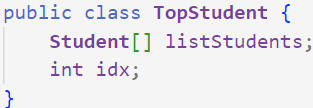 public class TopStudent {
    Student[] listStudents;
    int idx;
}